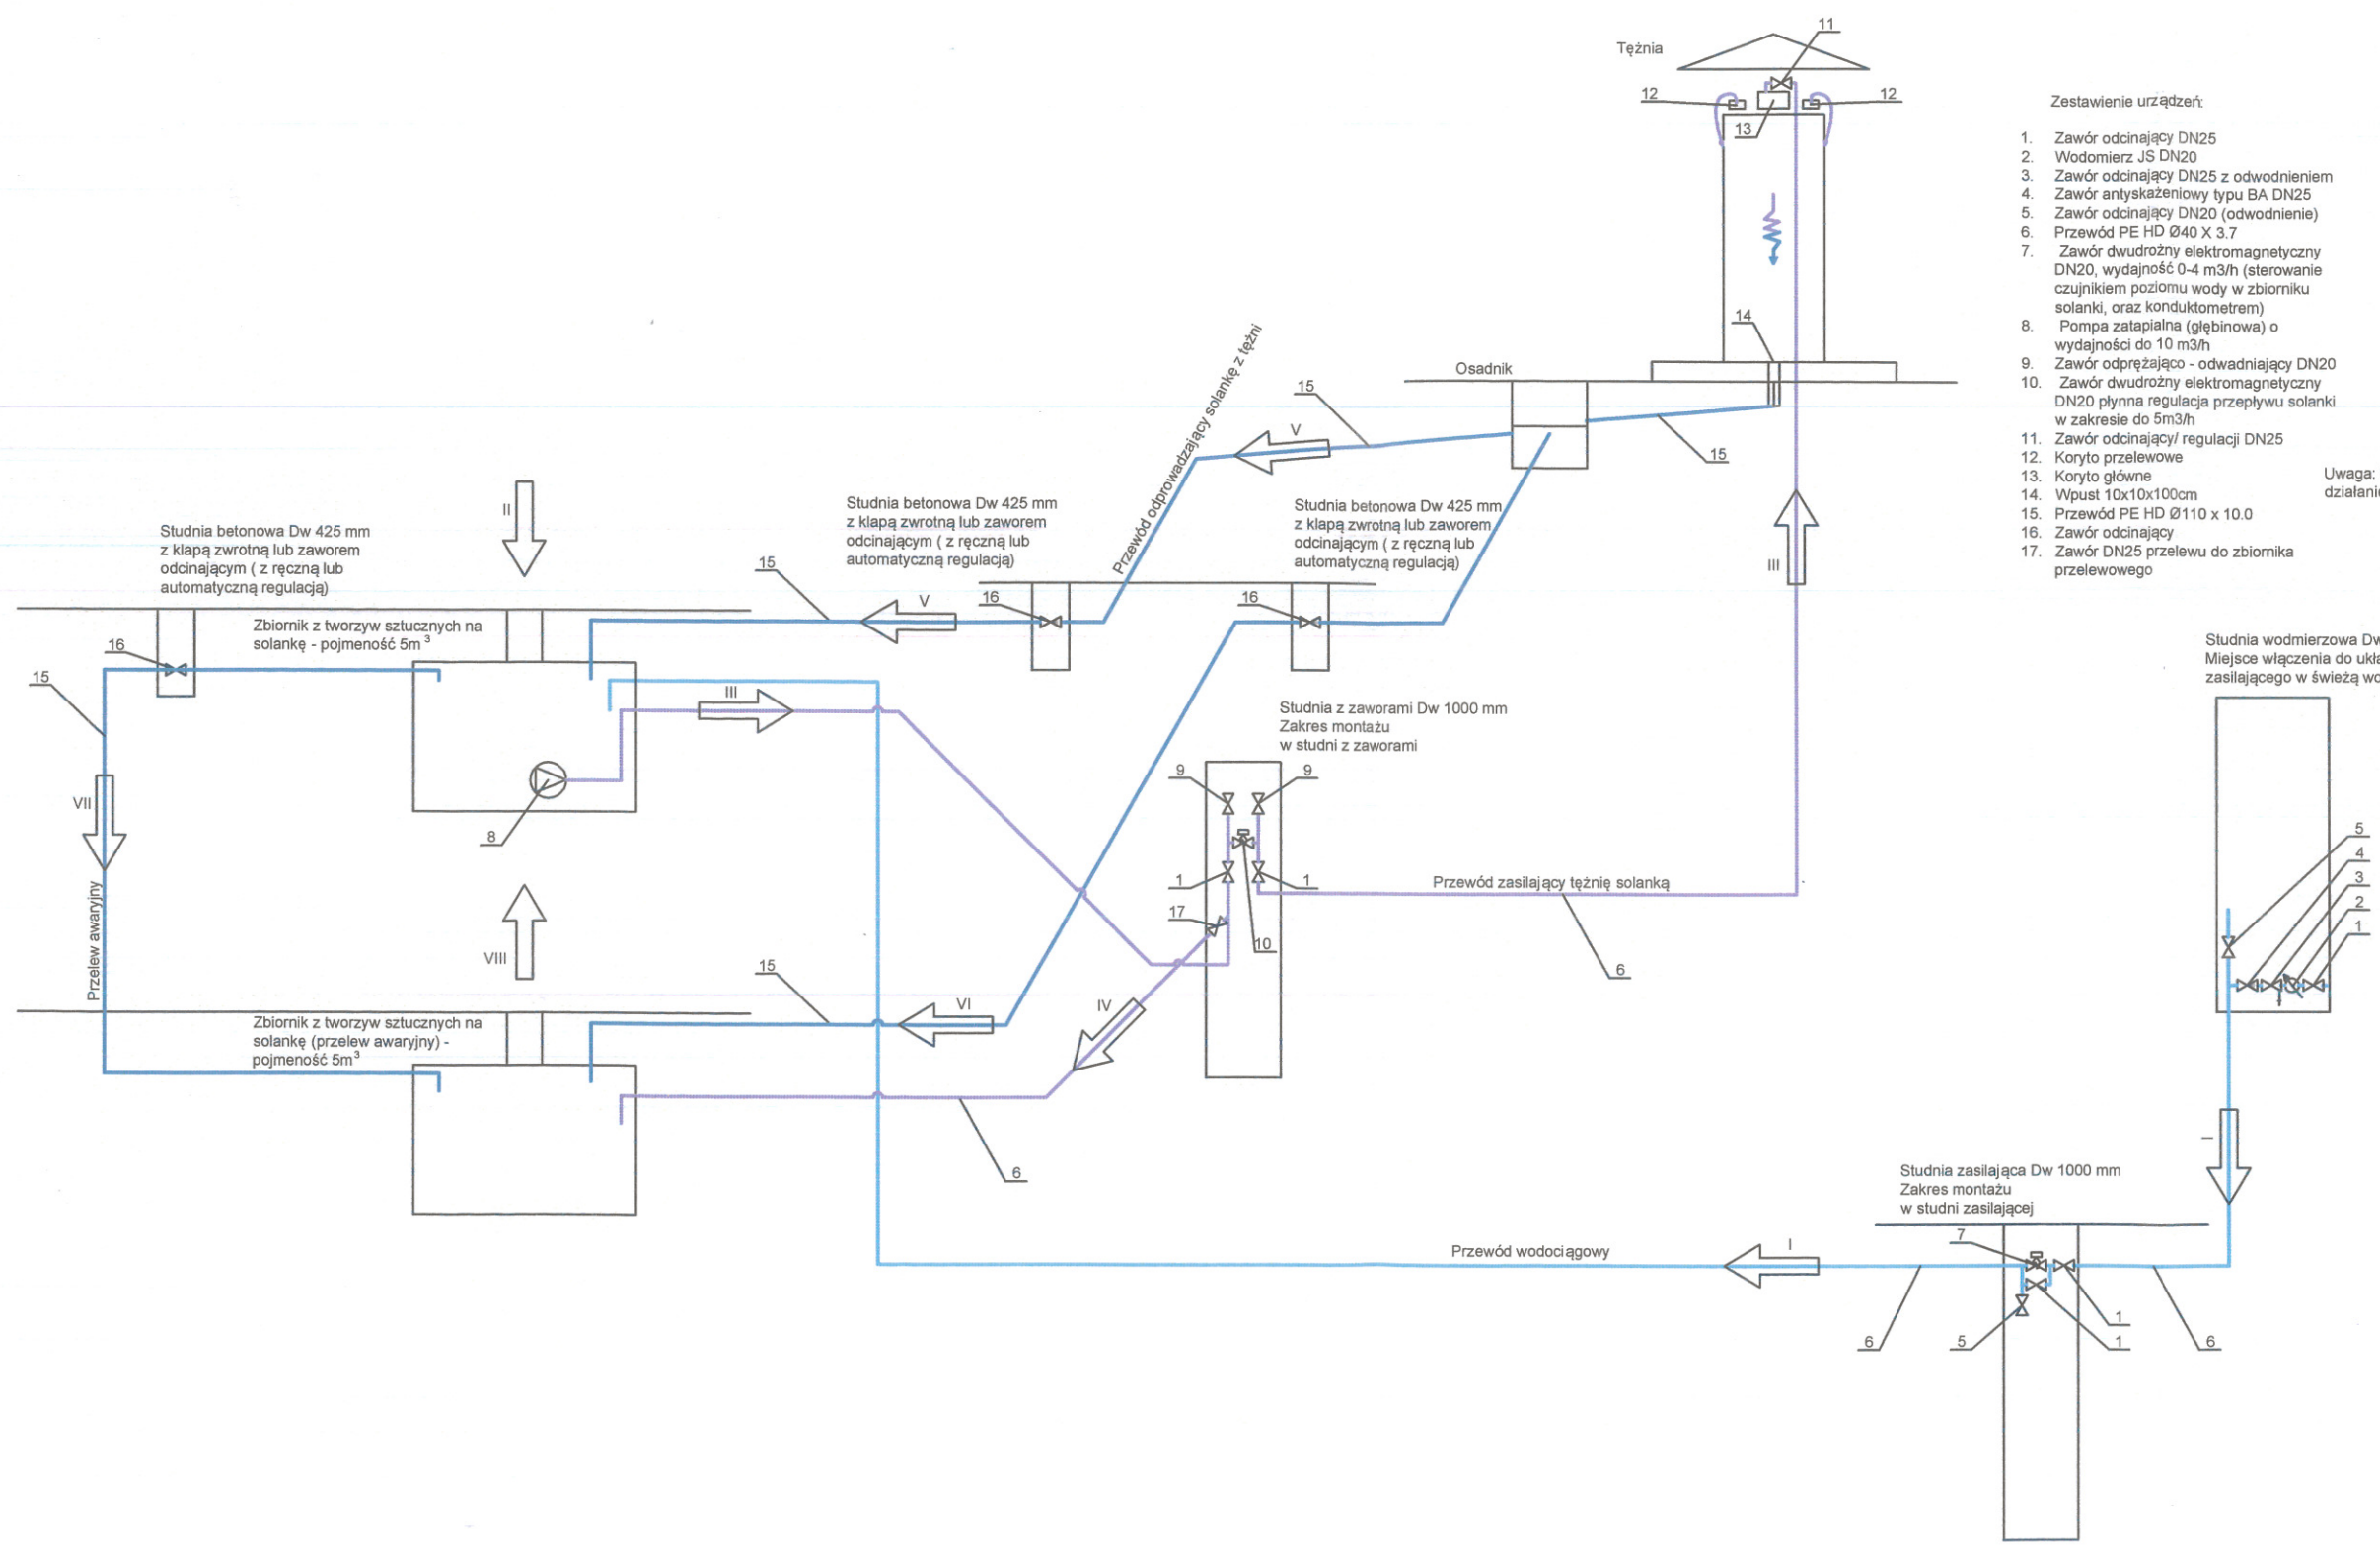 11
Tężnia
12
12
13
14
Zestawienie urządzeń:
1. Zawór odcinający DN25
2. Wodomierz JS DN20
3. Zawór odcinający DN25 z odwodnieniem
4. Zawór antyskażeniowy typu BA DN25
5. Zawór odcinający DN20 (odwodnienie)
6. Przewód PE HD Ø40 X 3.7
7. Zawór dwudrożny elektromagnetyczny
DN20, wydajność 0-4 m3/h (sterowanie
czujnikiem poziomu wody w zbiorniku
solanki, oraz konduktometrem)
8. Pompa zatapialna (głębinowa) o
wydajności do 10 m3/h
9. Zawór odprężająco - odwadniający DN20
10. Zawór dwudrożny elektromagnetyczny
DN20 płynna regulacja przepływu solanki
w zakresie do 5m3/h
11. Zawór odcinający/ regulacji DN25
12. Koryto przelewowe
13. Koryto główne
14. Wpust 10x10x100cm
15. Przewód PE HD Ø110 x 10.0
16. Zawór odcinający
17. Zawór DN25 przelewu do zbiornika
przelewowego
Uwaga:
działani
Osadnik
15
V
15
Przewód odprowadzający solankę z tężni
II
Studnia betonowa Dw 425 mm
z klapą zwrotną lub zaworem
odcinającym ( z ręczną lub
automatyczną regulacją)
Studnia betonowa Dw 425 mm
z klapą zwrotną lub zaworem
odcinającym ( z ręczną lub
automatyczną regulacją)
Studnia betonowa Dw 425 mm
z klapą zwrotną lub zaworem
odcinającym ( z ręczną lub
automatyczną regulacją)
III
15
V
16
16
Zbiornik z tworzyw sztucznych na
solankę - pojmeność 5m3
16
15
III
Studnia wodmierzowa Dw
Miejsce włączenia do ukła
zasilającego w świeżą wo
Studnia z zaworami Dw 1000 mm
Zakres montażu
w studni z zaworami
9
9
VII
8
1
1
17
10
Przewód zasilający tężnię solanką
6
5
4
3
2
1
Przelew awaryjny
VIII
15
VI
IV
Zbiornik z tworzyw sztucznych na
solankę (przelew awaryjny) -
pojmeność 5m3
6
I
Studnia zasilająca Dw 1000 mm
Zakres montażu
w studni zasilającej
Przewód wodociągowy
I
7
6
5
1
1
6